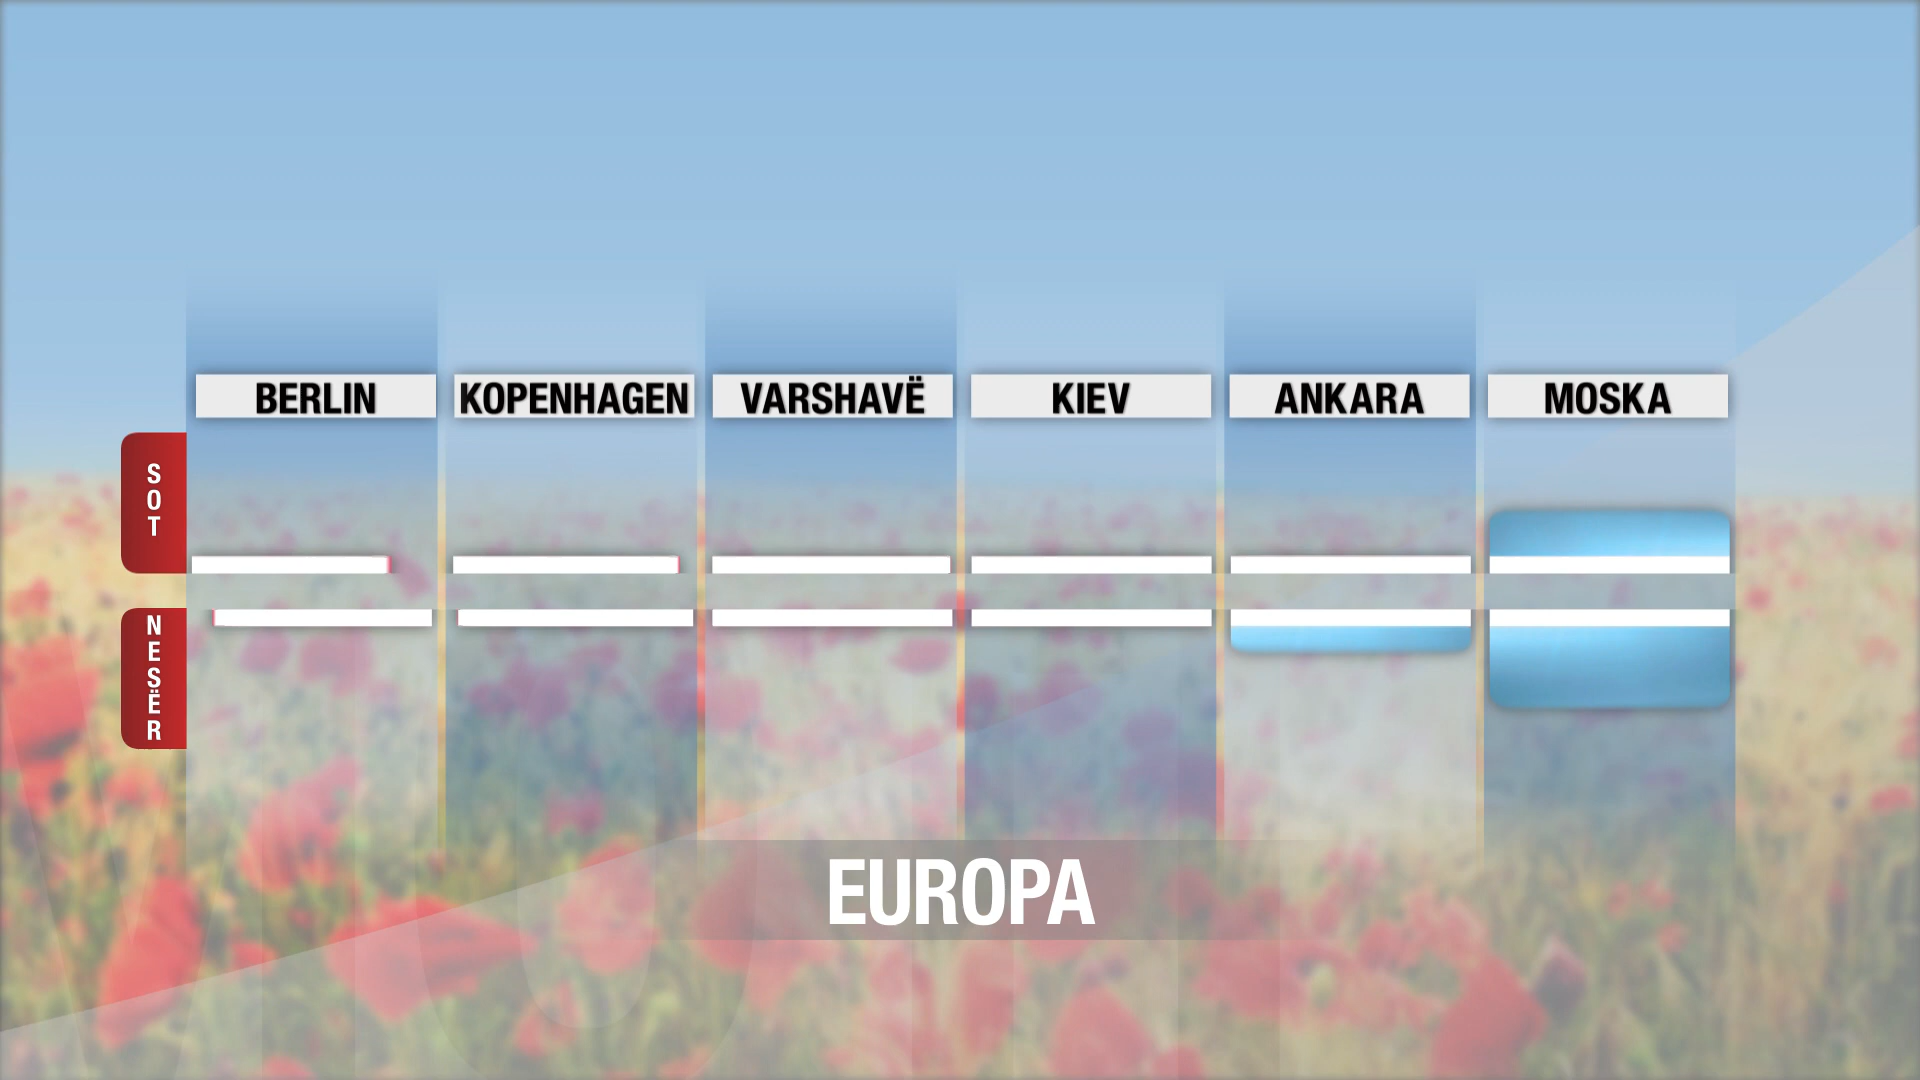 BERLIN
KOPENHAGEN
VARSHAVË
KIEV
ANKARA
MOSKA
SOT
NESËR
EUROPA